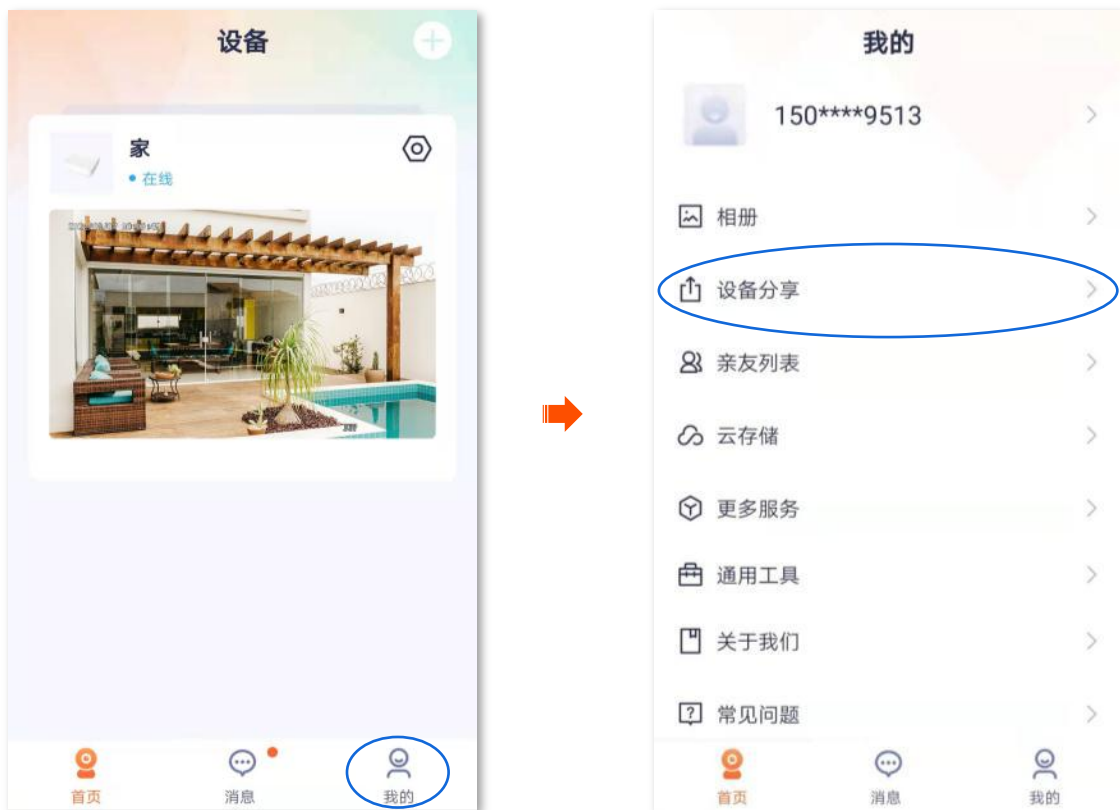 设备
家
在线
首页
消息
我的
我的
150****9513
相册
设备分享
亲友列表
云存储
更多服务
通用工具
关于我们
常见问题
首页
消息
我的